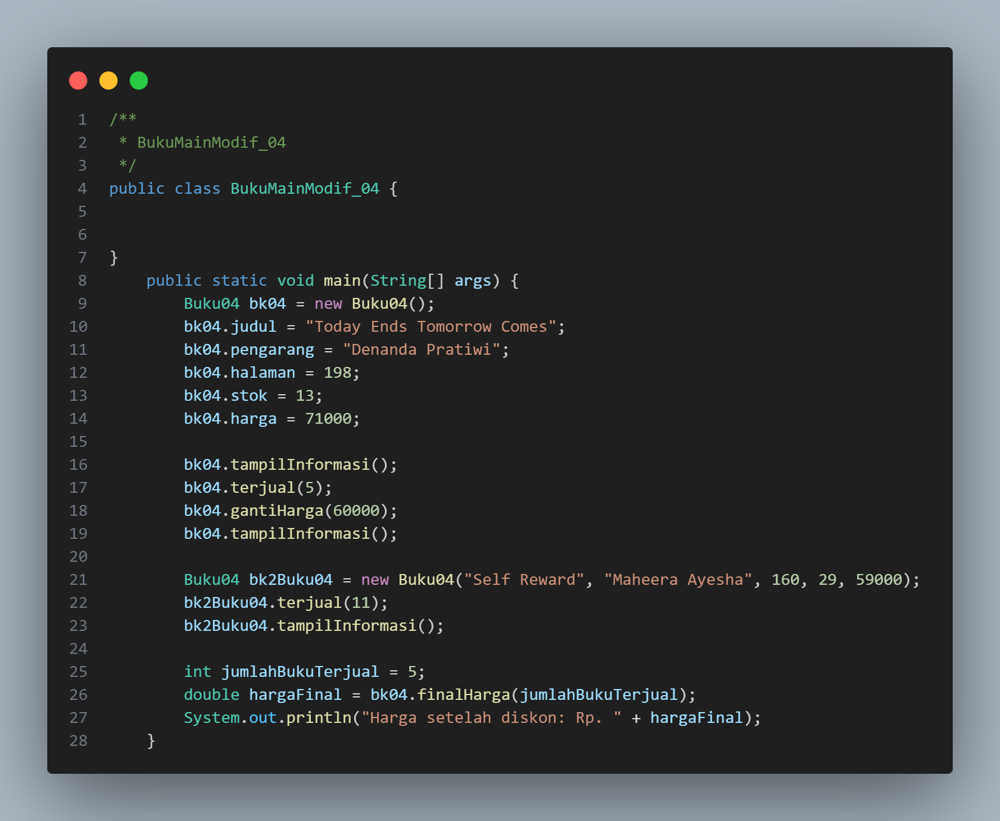 1 /**
2  * BukuMainModif_04
3  */
4 public class BukuMainModif_04 {
5
6
7 }
8     public static void main(String[] args) {
9         Buku04 bk04 = new Buku04();
10         bk04.judul = "Today Ends Tomorrow Comes";
11         bk04.pengarang = "Denanda Pratiwi";
12         bk04.halaman = 198;
13         bk04.stok = 13;
14         bk04.harga = 71000;
15
16         bk04.tampilInformasi();
17         bk04.terjual(5);
18         bk04.gantiHarga(60000);
19         bk04.tampilInformasi();
20
21         Buku04 bk2Buku04 = new Buku04("Self Reward", "Maheera Ayesha", 160, 29, 59000);
22         bk2Buku04.terjual(11);
23         bk2Buku04.tampilInformasi();
24
25         int jumlahBukuTerjual = 5;
26         double hargaFinal = bk04.finalHarga(jumlahBukuTerjual);
27         System.out.println("Harga setelah diskon: Rp. " + hargaFinal);
28     }